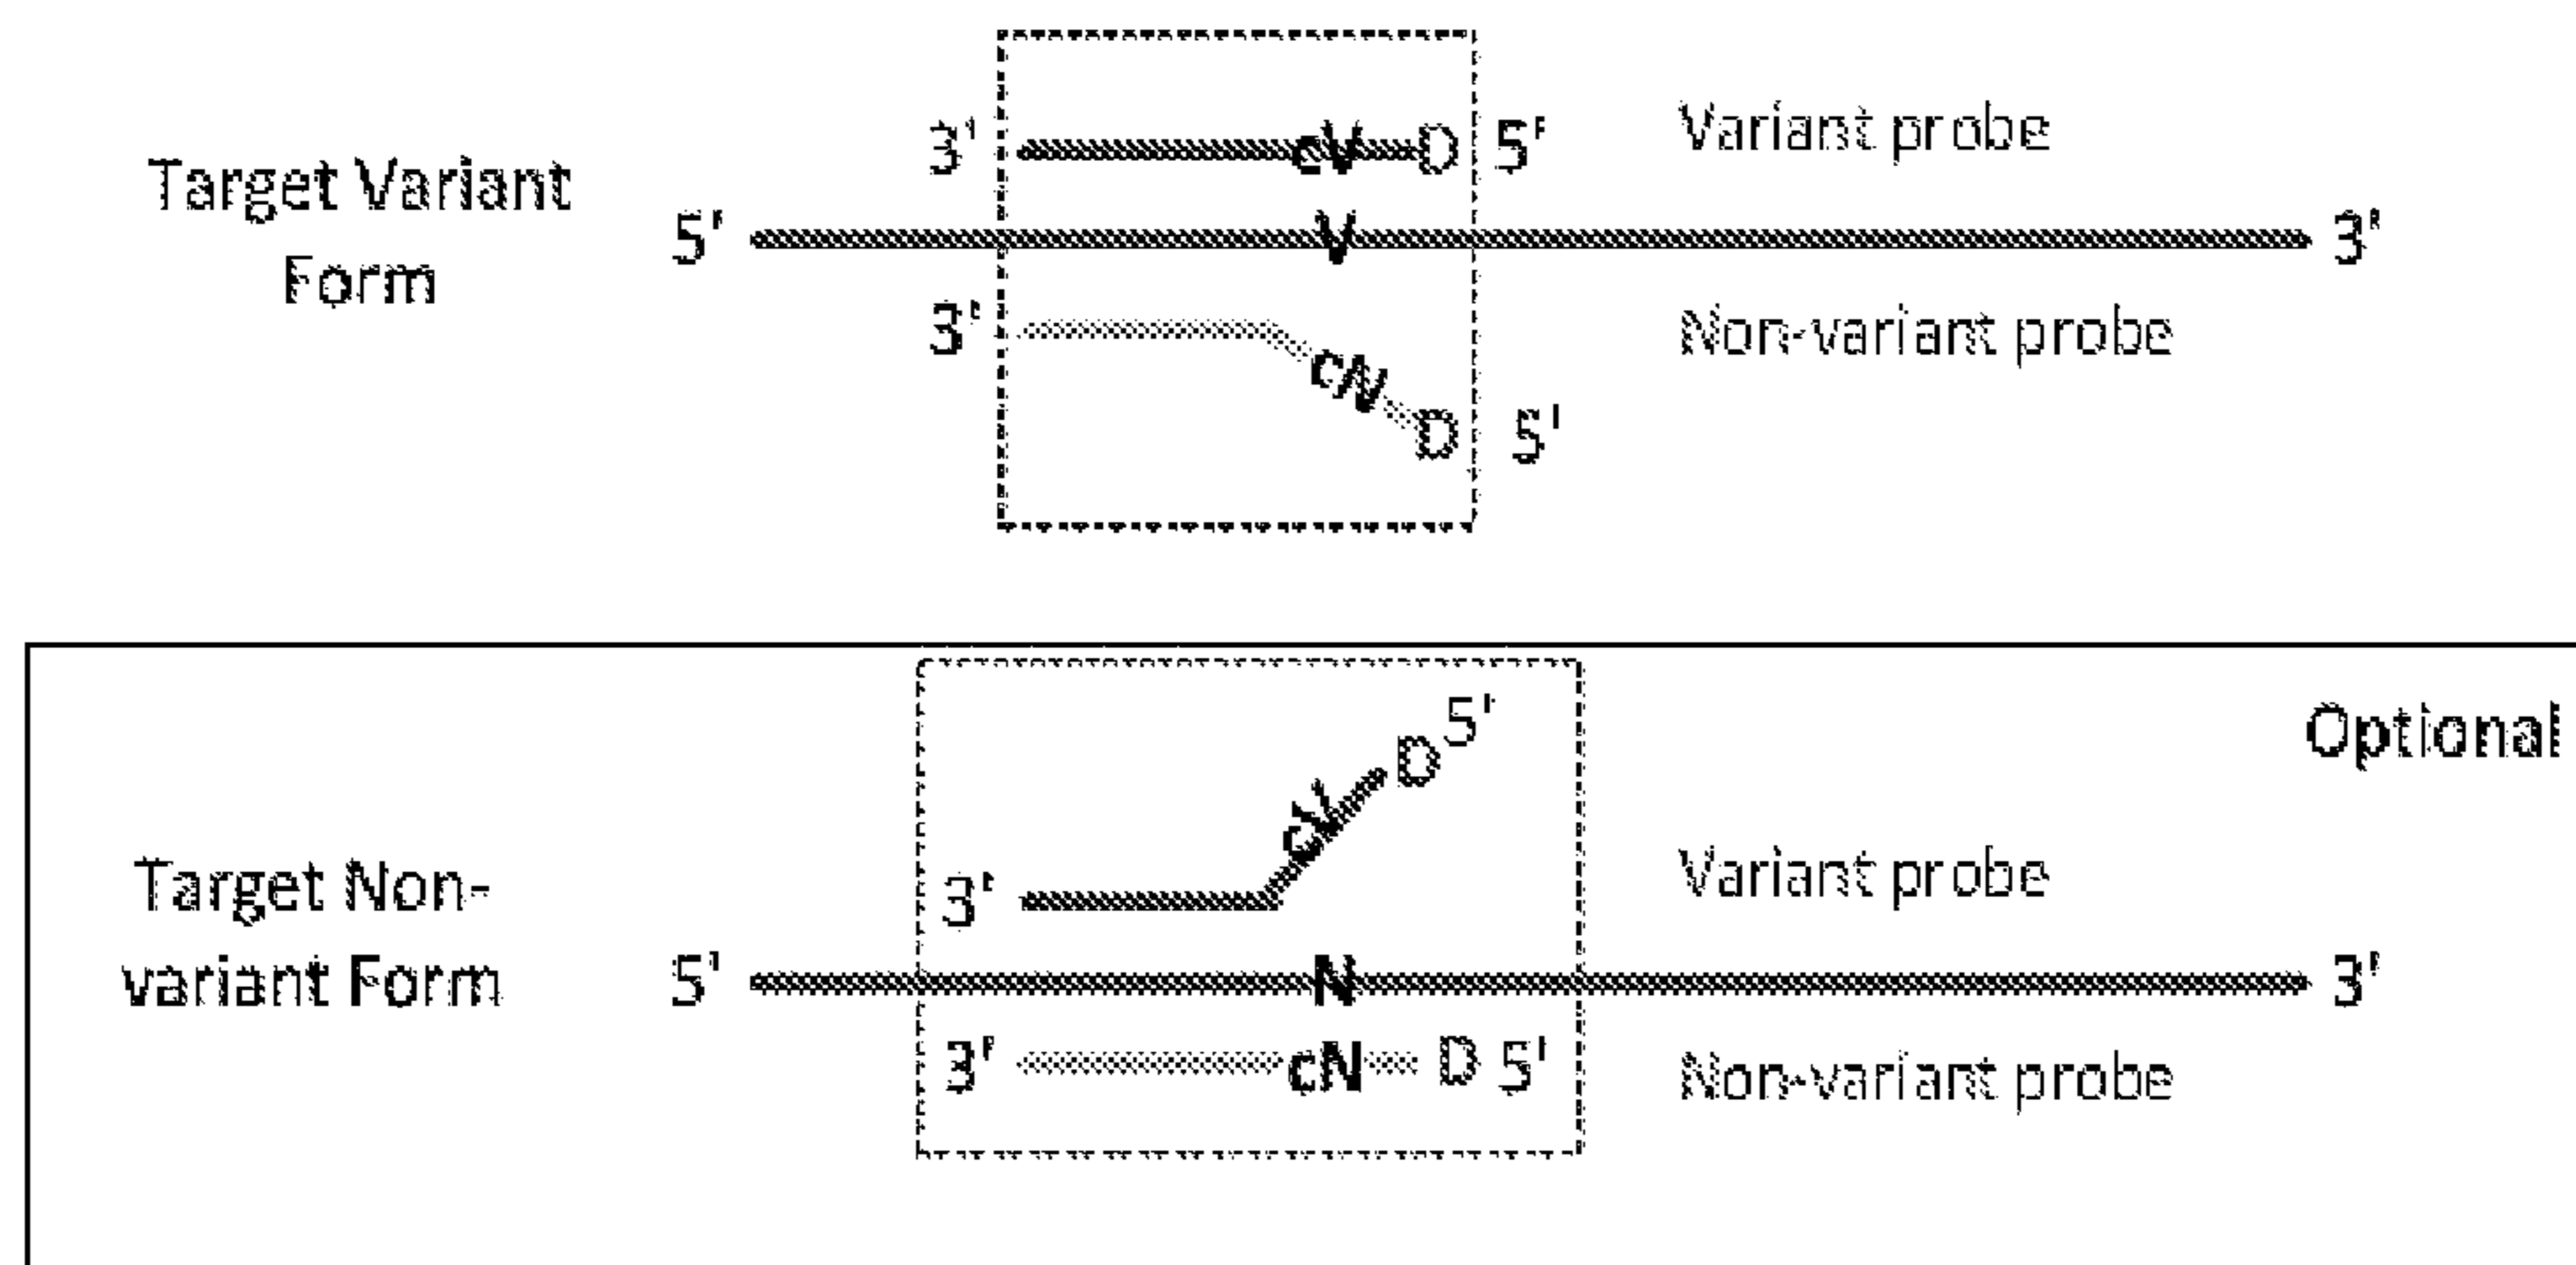 3' cV D 5' Variant probe
Target Variant
Form
5' V 3'
3' cN D 5' Non-variant probe
Optional
3' cV D 5' Variant probe
Target Non-
variant Form
5' N 3'
3' cN D 5' Non-variant probe